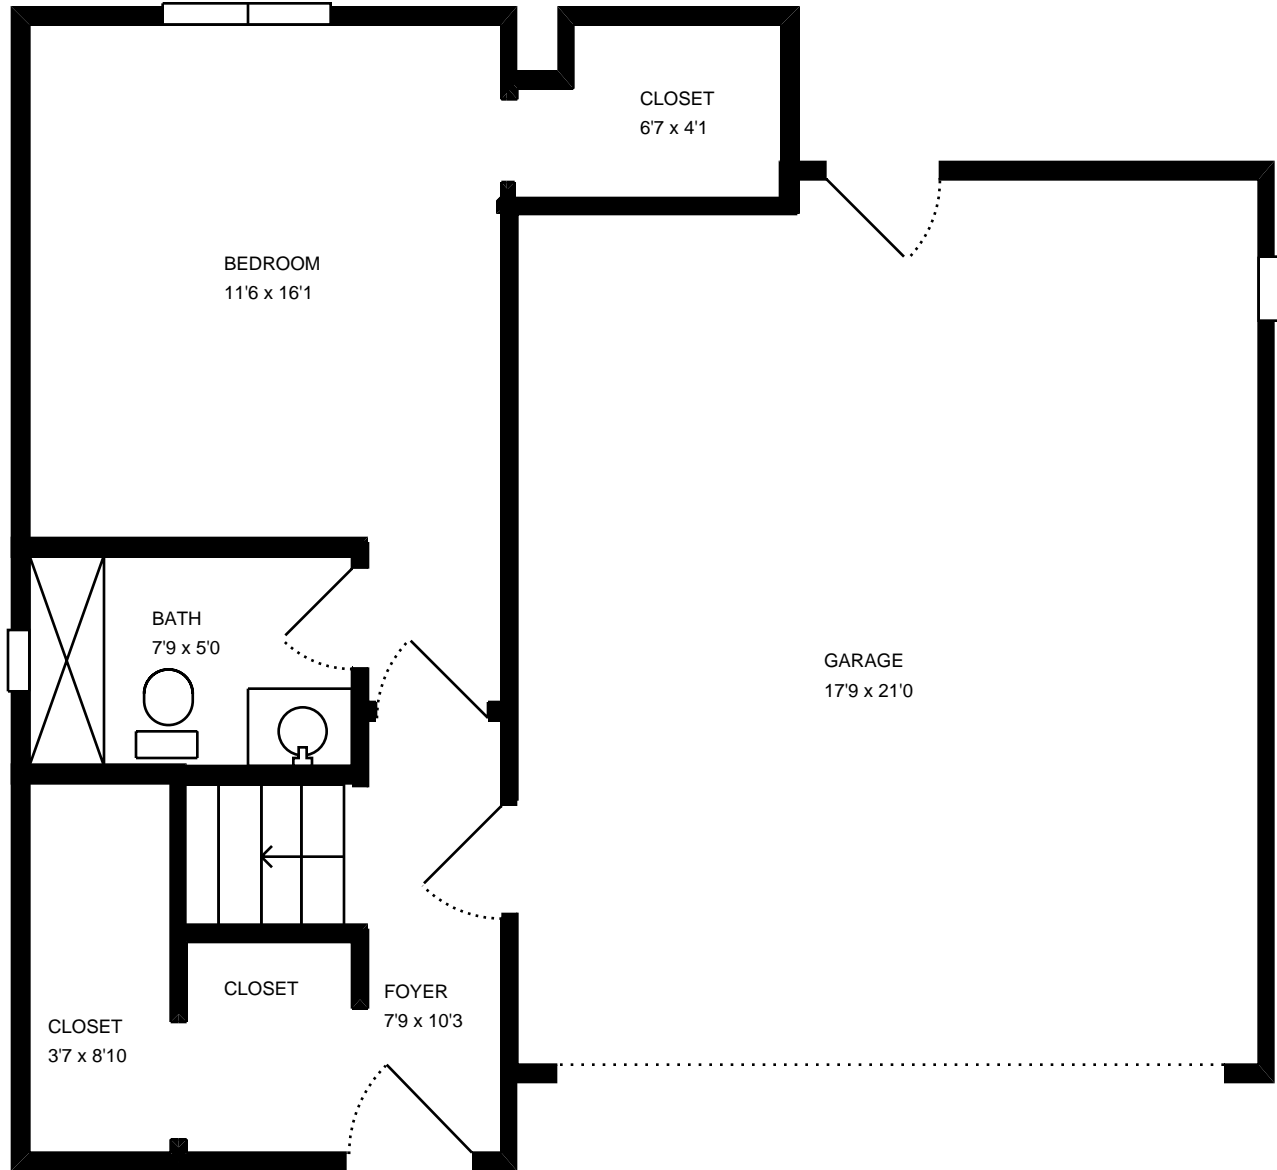 CLOSET
6'7 x 4'1
BEDROOM
11'6 x 16'1
BATH
7'9 x 5'0
GARAGE
17'9 x 21'0
CLOSET
FOYER
7'9 x 10'3
CLOSET
3'7 x 8'10